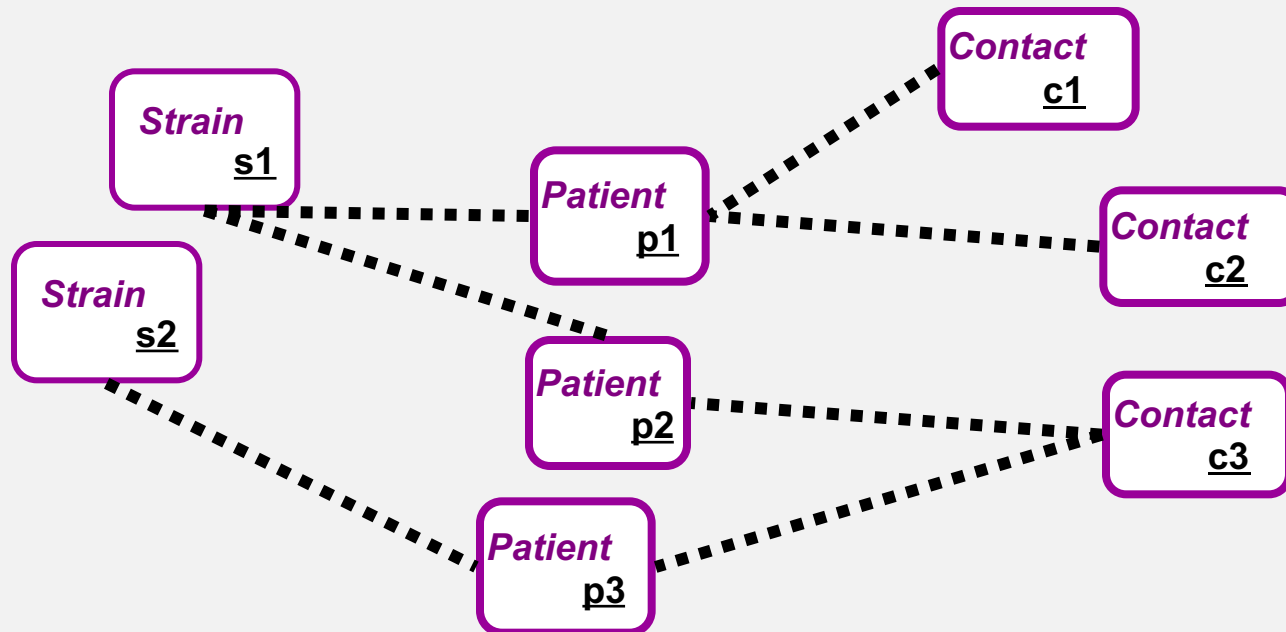 Strain
s1
Strain
s2
Patient
p1
Patient
p2
Patient
p3
Contact
c1
Contact
c2
Contact
c3